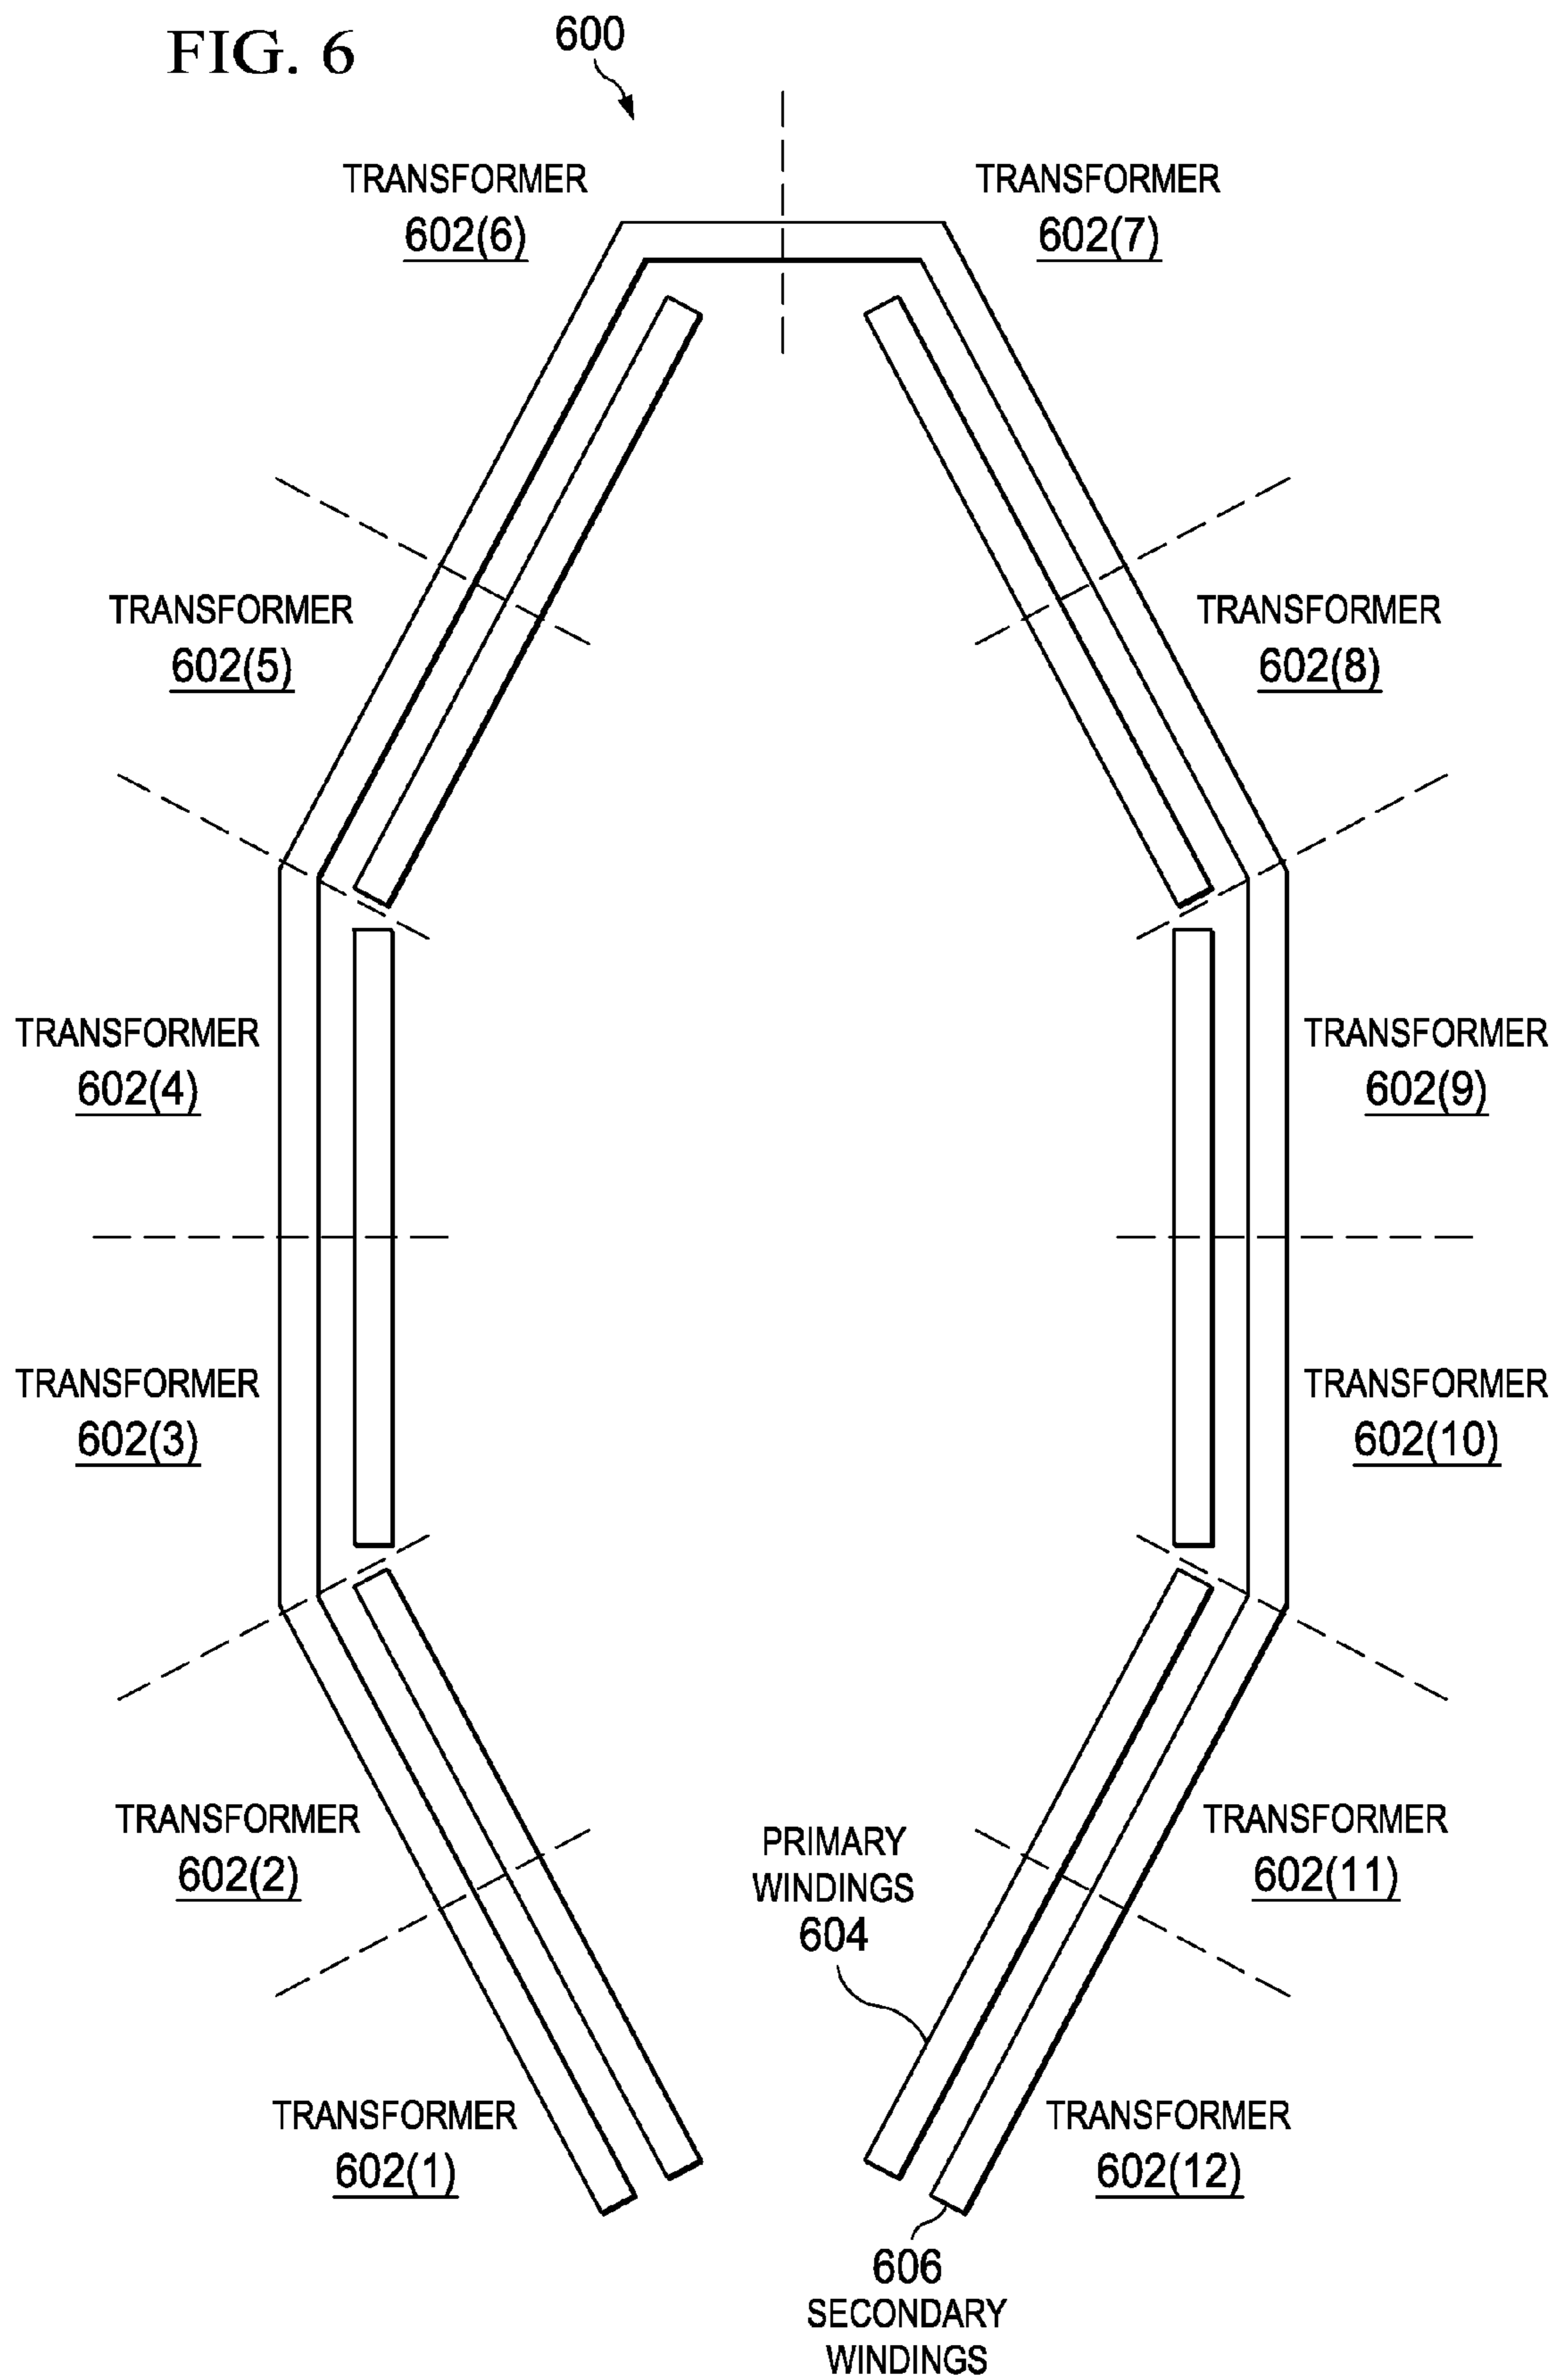 FIG. 6
600
TRANSFORMER
602(6)
TRANSFORMER
602(7)
TRANSFORMER
602(5)
TRANSFORMER
602(8)
TRANSFORMER
602(4)
TRANSFORMER
602(9)
TRANSFORMER
602(3)
TRANSFORMER
602(10)
TRANSFORMER
602(2)
PRIMARY
WINDINGS
604
TRANSFORMER
602(11)
TRANSFORMER
602(1)
TRANSFORMER
602(12)
606
SECONDARY
WINDINGS